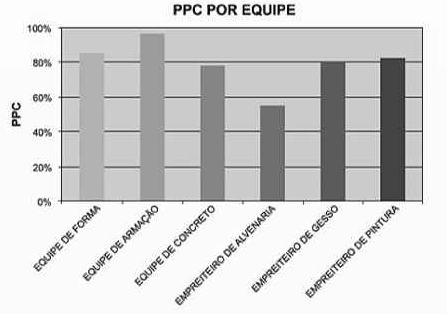 PPC POR EQUIPE
100%
80%
60%
40%
20%
0%
PPC
EQUIPE DE FORMA
EQUIPE DE ARMAÇÃO
EQUIPE DE CONCRETO
EMPREITEIRO DE ALVENARIA
EMPREITEIRO DE GESSO
EMPREITEIRO DE PINTURA